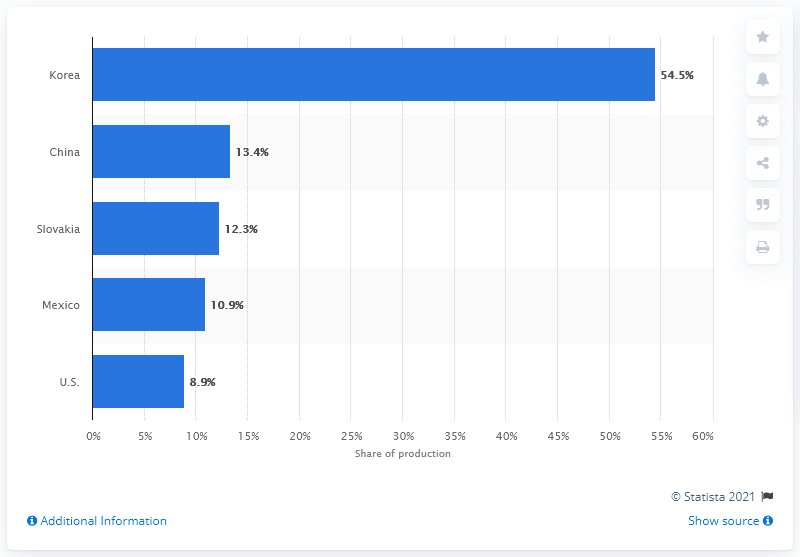 Korea 54.5%
China 13.4%
Slovakia 12.3%
Mexico 10.9%
U.S. 8.9%
0% 5% 10% 15% 20% 25% 30% 35% 40% 45% 50% 55% 60%
Share of production
© Statista 2021
Additional Information Show source